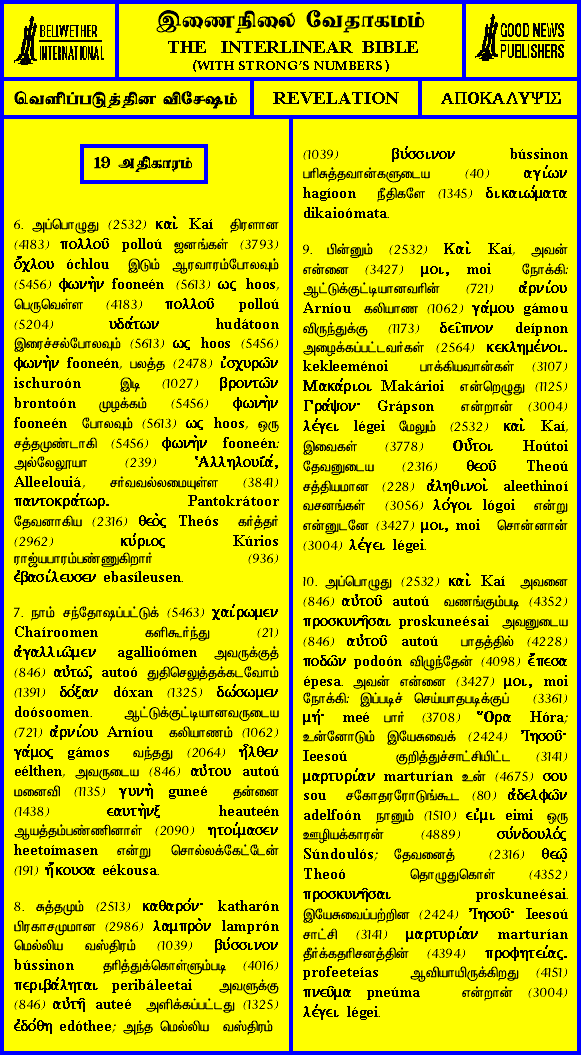 BELLWETHER
INTERNATIONAL
இணைநிலை வேதாகமம்
THE INTERLINEAR BIBLE
(WITH STRONG'S NUMBERS)
GOOD NEWS
PUBLISHERS
வெளிப்படுத்தின விசேஷம்
REVELATION
ΑΠΟΚΑΛΥΨΙΣ
19 அதிகாரம்
6. அப்பொழுது (2532) καὶ Kaí திரளான
(4183) πολλοῦ polloú ஜனங்கள் (3793)
ὄχλου óchlou இடும் ஆரவாரம்போலவும்
(5456) φωνὴν fooneén (5613) ως hoos,
பெருவெள்ள (4183) πολλοῦ polloú
(5204) υδάτων hudátoon
இரைச்சல்போலவும் (5613) ως hoos (5456)
φωνὴν fooneén, பலத்த (2478) ἰσχυρῶν
ischuroón இடி (1027) βροντῶν
brontoón முழக்கம் (5456) φωνὴν
fooneén போலவும் (5613) ως hoos, ஒரு
சத்தமுண்டாகி (5456) φωνὴν fooneén:
அல்லேலூயா (239) Ἁλληλουϊά,
Alleelouiá, சர்வவல்லமையுள்ள (3841)
παντοκράτωρ. Pantokrátoor
தேவனாகிய (2316) θεὸς Theós கர்த்தர்
(2962) κύριος Kúrios
ராஜ்யபாரம்பண்ணுகிறார் (936)
ἐβασίλευσεν ebasíleusen.
7. நாம் சந்தோஷப்பட்டுக் (5463) χαίρωμεν
Chaíroomen களிகூர்ந்து (21)
ἀγαλλιῶμεν agallioómen அவருக்குத்
(846) αὐτῷ, autoó துதிசெலுத்தக்கடவோம்
(1391) δόξαν dóxan (1325) δώσωμεν
doósoomen. ஆட்டுக்குட்டியானவருடைய
(721) ἀρνίου Arníou கலியாணம் (1062)
γάμος gámos வந்தது (2064) ἦλθεν
eélthen, அவருடைய (846) αὐτου autoú
மனைவி (1135) γυνὴ guneé தன்னை
(1438) εαυτὴνξ heauteén
ஆயத்தம்பண்ணினாள் (2090) ητοίμασεν
heetoímasen என்று சொல்லக்கேட்டேன்
(191) ἤκουσα eékousa.
8. சுத்தமும் (2513) καθαρόν· katharón
பிரகாசமுமான (2986) λαμπρὸν lamprón
மெல்லிய வஸ்திரம் (1039) βύσσινον
bússinon தரித்துக்கொள்ளும்படி (4016)
περιβάληται peribáleetai அவளுக்கு
(846) αὐτῇ auteé அளிக்கப்பட்டது (1325)
ἐδόθη edóthee; அந்த மெல்லிய வஸ்திரம்
(1039) βύσσινον bússinon
பரிசுத்தவான்களுடைய (40) αγίων
hagíoon நீதிகளே (1345) δικαιώματα
dikaioómata.
9. பின்னும் (2532) Καὶ Kaí, அவன்
என்னை (3427) μοι, moi நோக்கி:
ஆட்டுக்குட்டியானவரின் (721) ἀρνίου
Arníou கலியாண (1062) γάμου gámou
விருந்துக்கு (1173) δεῖπνον deípnon
அழைக்கப்பட்டவர்கள் (2564) κεκλημένοι.
kekleeménoi பாக்கியவான்கள் (3107)
Μακάριοι Makárioi என்றெழுது (1125)
Γράψον· Grápson என்றான் (3004)
λέγει légei மேலும் (2532) καὶ Kaí,
இவைகள் (3778) Οὗτοι Hoútoi
தேவனுடைய (2316) θεοῦ Theoú
சத்தியமான (228) ἀληθινοὶ aleethinoí
வசனங்கள் (3056) λόγοι lógoi என்று
என்னுடனே (3427) μοι, moi சொன்னான்
(3004) λέγει légei.
10. அப்பொழுது (2532) καὶ Kaí அவனை
(846) αὐτοῦ autoú வணங்கும்படி (4352)
προσκυνῆσαι proskuneésai அவனுடைய
(846) αὐτοῦ autoú பாதத்தில் (4228)
ποδῶν podoón விழுந்தேன் (4098) ἔπεσα
épesa. அவன் என்னை (3427) μοι, moi
நோக்கி: இப்படிச் செய்யாதபடிக்குப் (3361)
μή· meé பார் (3708) Ὅρα Hóra;
உன்னோடும் இயேசுவைக் (2424) Ἰησοῦ·
Ieesoú குறித்துச்சாட்சியிட்ட (3141)
μαρτυρίαν marturían உன் (4675) σου
sou சகோதரரோடுங்கூட (80) ἀδελφῶν
adelfoón நானும் (1510) εἰμι eimi ஒரு
ஊழியக்காரன் (4889) σύνδουλός
Súndoulós; தேவனைத் (2316) θεῷ
Theoó தொழுதுகொள் (4352)
προσκυνῆσαι proskuneésai.
இயேசுவைப்பற்றின (2424) Ἰησοῦ· Ieesoú
சாட்சி (3141) μαρτυρίαν marturían
தீர்க்கதரிசனத்தின் (4394) προφητείας.
profeeteías ஆவியாயிருக்கிறது (4151)
πνεῦμα pneúma என்றான் (3004)
λέγει légei.